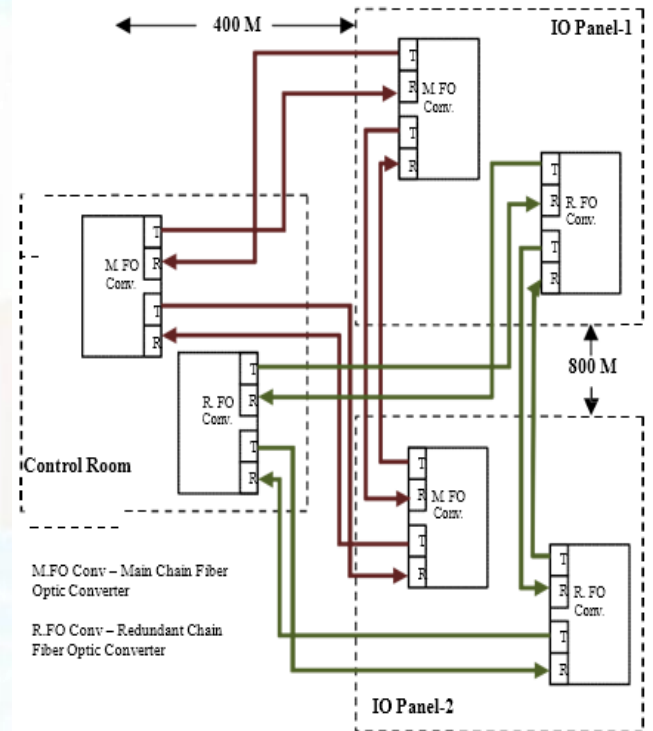 400 M
IO Panel-1
T
R
M.FO
Conv.
T
R
T
R
R. FO
Conv.
T
R
T
R
M.FO
Conv.
T
R
800 M
T
R
R. FO
Conv.
T
R
Control Room
T
R
M.FO
Conv.
T
R
T
R
R. FO
Conv.
T
R
M.FO Conv – Main Chain Fiber
Optic Converter
R.FO Conv – Redundant Chain
Fiber Optic Converter
IO Panel-2